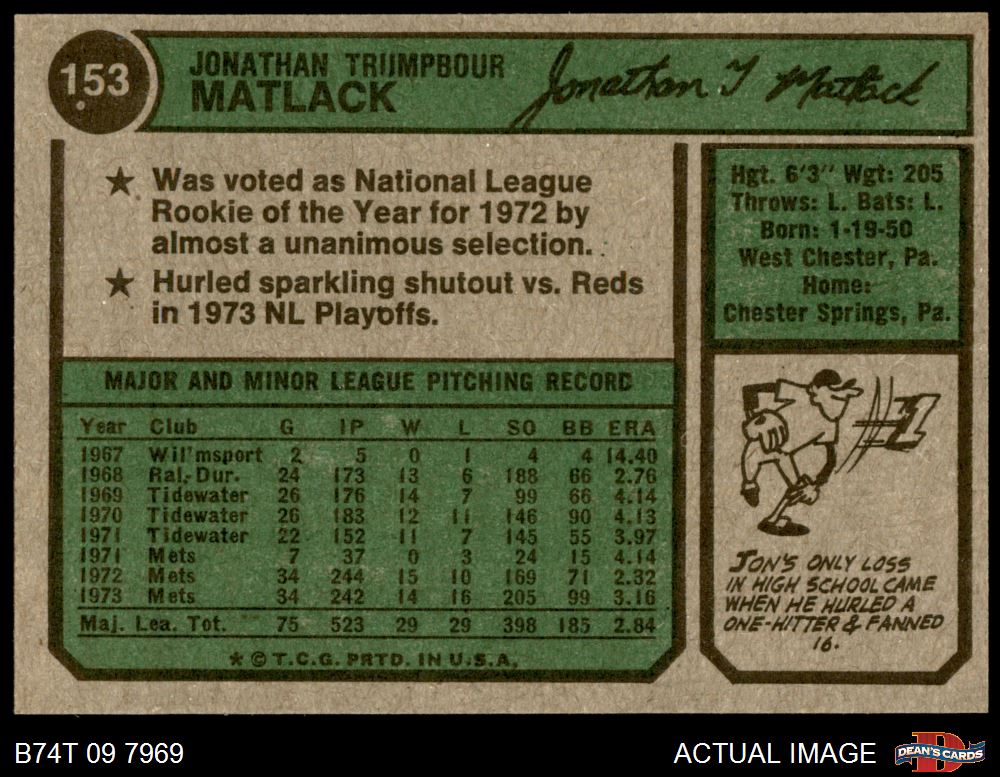 153
JONATHAN TRUMPBOUR
MATLACK
Jonathan T Matlack
★ Was voted as National League
Rookie of the Year for 1972 by
almost a unanimous selection.
★ Hurled sparkling shutout vs. Reds
in 1973 NL Playoffs.
Hgt. 6'3" Wgt: 205
Throws: L. Bats: L.
Born: 1-19-50
West Chester, Pa.
Home:
Chester Springs, Pa.
MAJOR AND MINOR LEAGUE PITCHING RECORD
Year Club G IP W L SO BB ERA
1967 Wil'msport 2 5 0 1 4 4 14.40
1968 Ral.-Dur. 24 173 13 6 188 66 2.76
1969 Tidewater 26 176 14 7 99 66 4.14
1970 Tidewater 26 183 12 11 146 90 4.13
1971 Tidewater 22 152 11 7 145 55 3.97
1971 Mets 7 37 0 3 24 15 4.14
1972 Mets 34 244 15 10 169 71 2.32
1973 Mets 34 242 14 16 205 99 3.16
Maj. Lea. Tot. 75 523 29 29 398 185 2.84
★ © T.C.G. PRTD. IN U.S.A.
#1
JON'S ONLY LOSS
IN HIGH SCHOOL CAME
WHEN HE HURLED A
ONE-HITTER & FANNED
16.
B74T 09 7969
ACTUAL IMAGE
D
DEAN'S CARDS